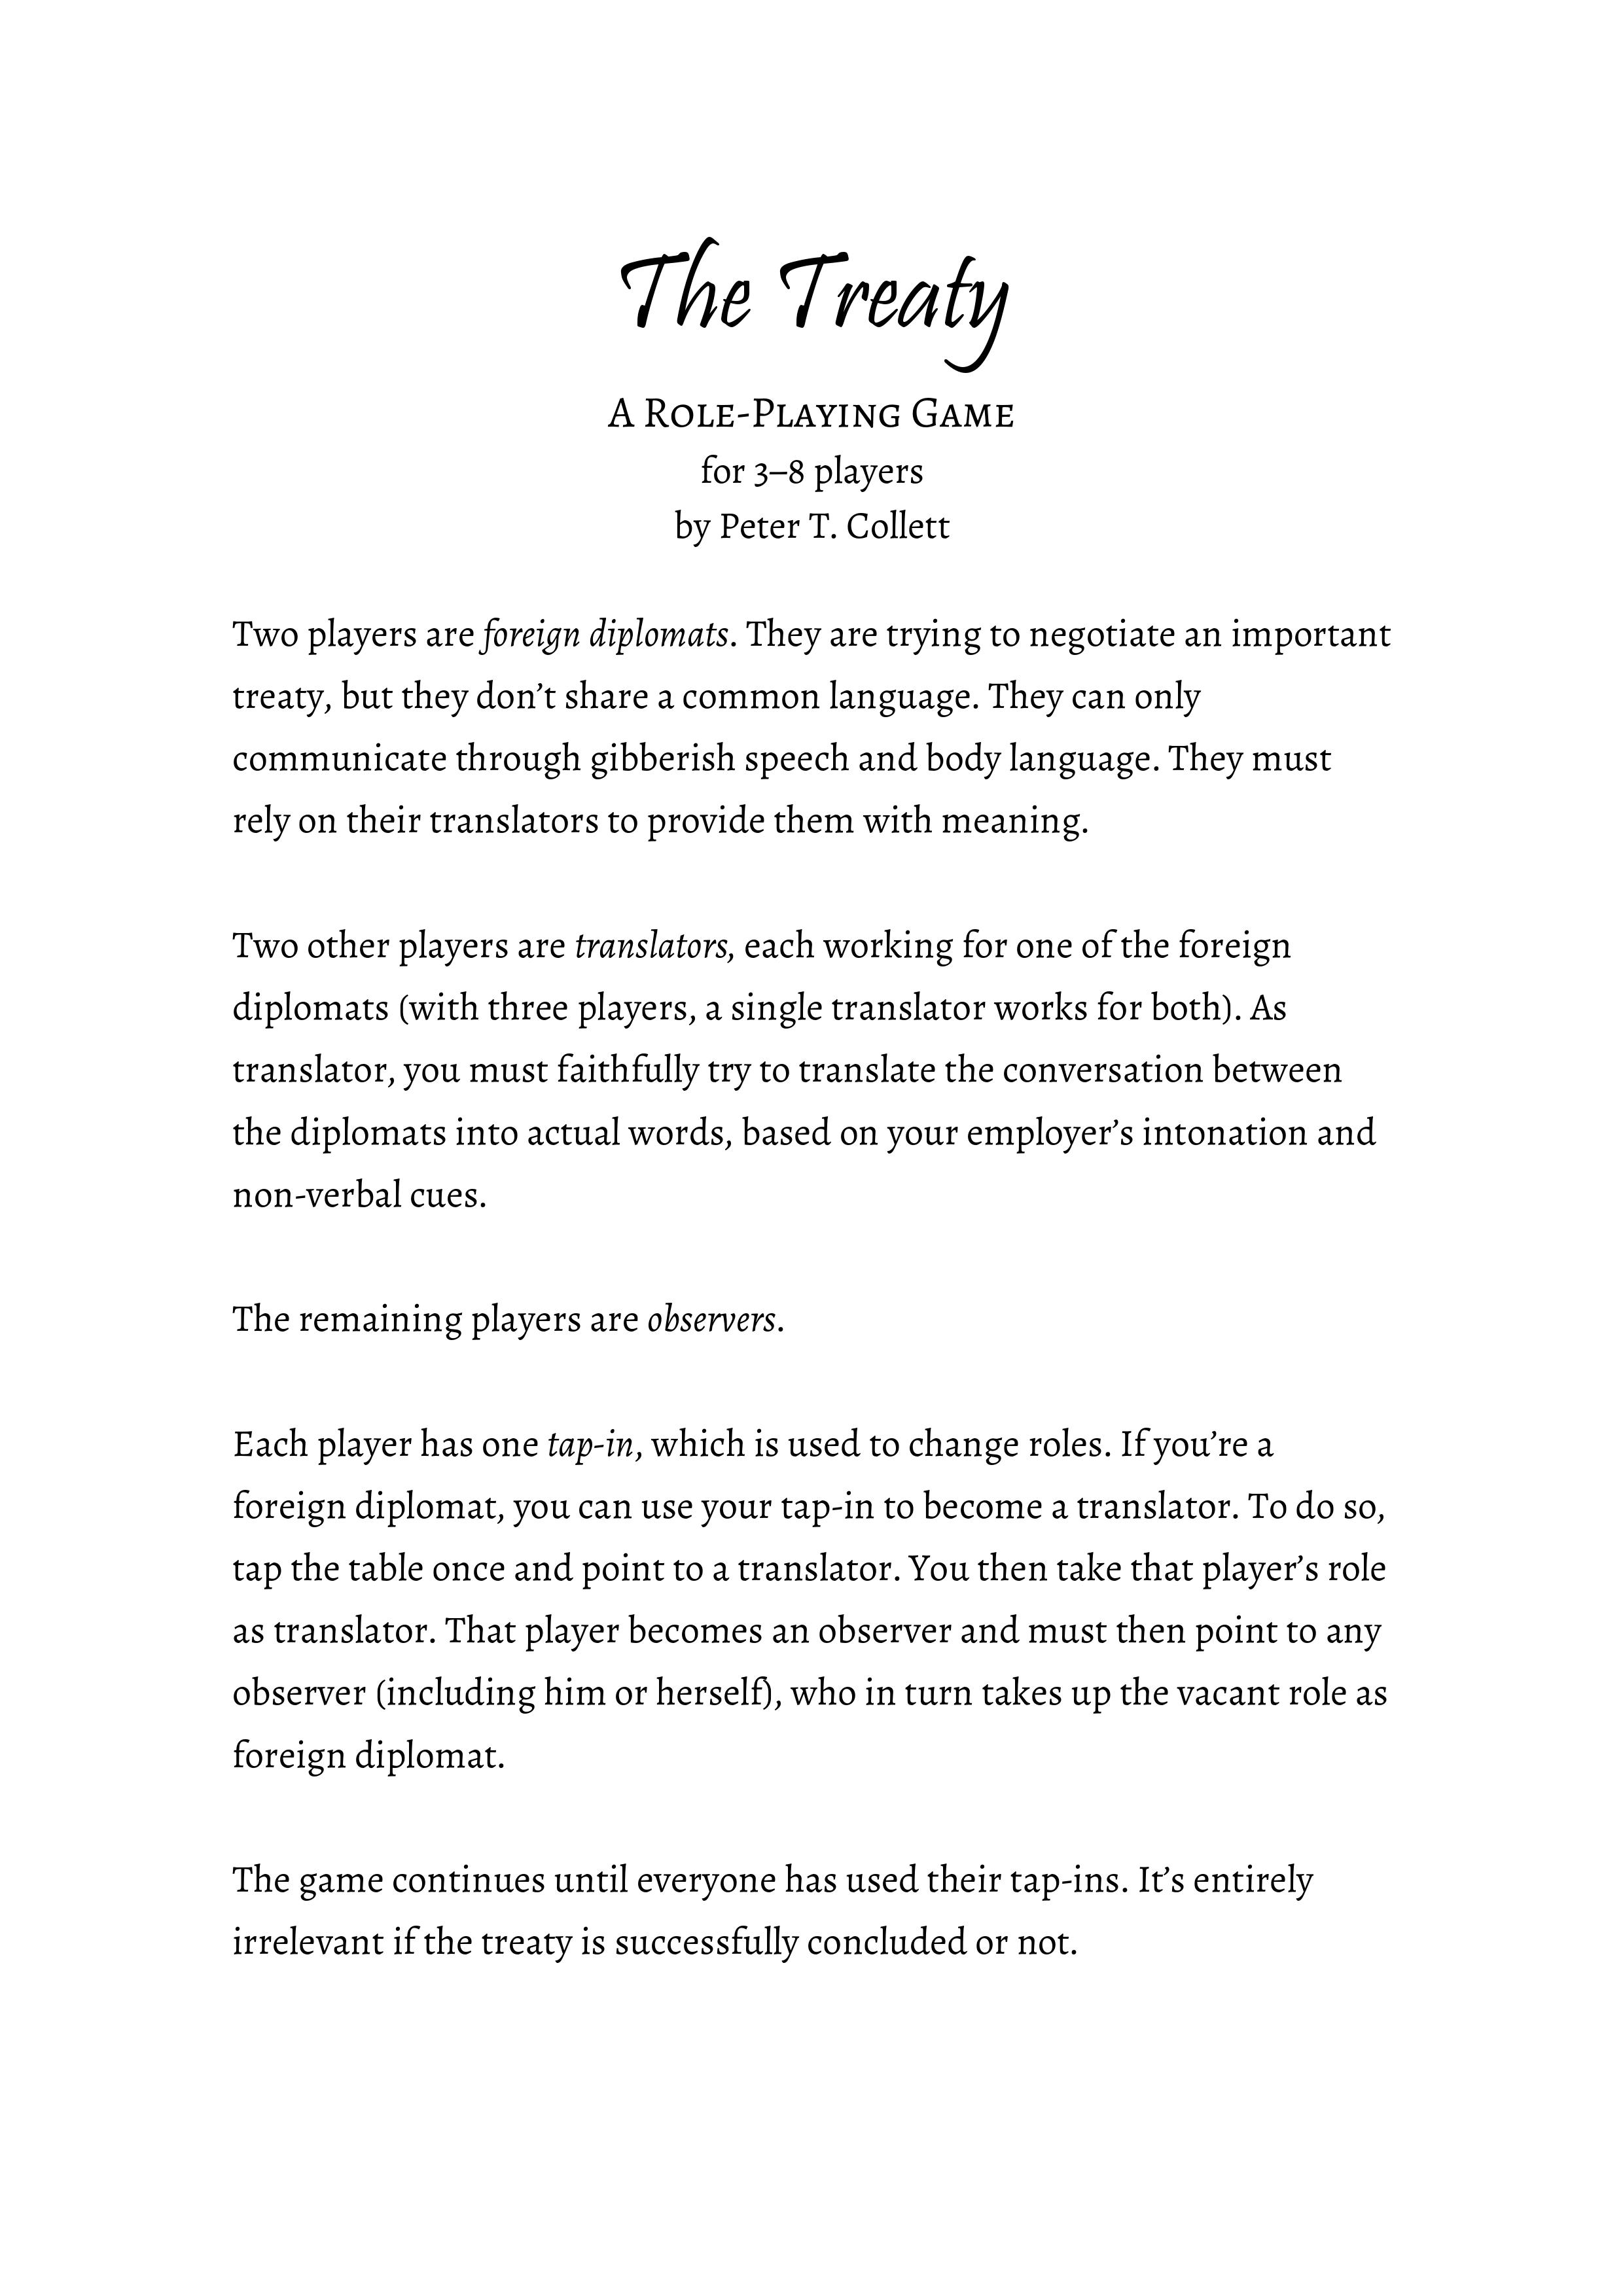 The Treaty
A Role-Playing Game
for 3–8 players
by Peter T. Collett
Two players are foreign diplomats. They are trying to negotiate an important
treaty, but they don’t share a common language. They can only
communicate through gibberish speech and body language. They must
rely on their translators to provide them with meaning.
Two other players are translators, each working for one of the foreign
diplomats (with three players, a single translator works for both). As
translator, you must faithfully try to translate the conversation between
the diplomats into actual words, based on your employer’s intonation and
non-verbal cues.
The remaining players are observers.
Each player has one tap-in, which is used to change roles. If you’re a
foreign diplomat, you can use your tap-in to become a translator. To do so,
tap the table once and point to a translator. You then take that player’s role
as translator. That player becomes an observer and must then point to any
observer (including him or herself), who in turn takes up the vacant role as
foreign diplomat.
The game continues until everyone has used their tap-ins. It’s entirely
irrelevant if the treaty is successfully concluded or not.